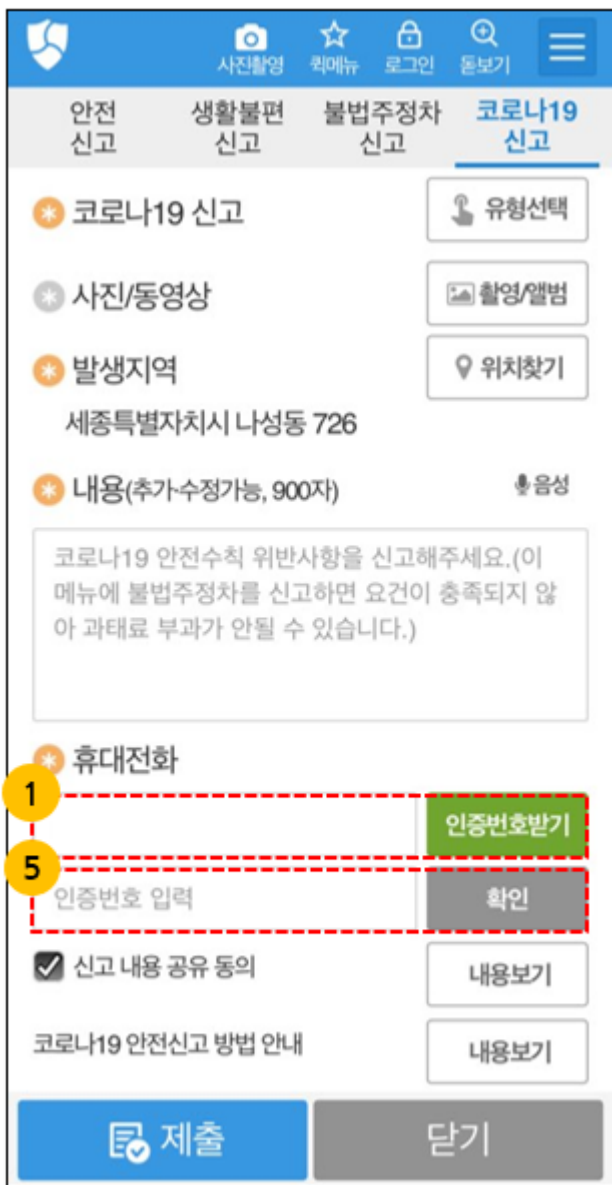 사진촬영 퀵메뉴 로그인 돋보기
안전 신고
생활불편 신고
불법주정차 신고
코로나19 신고
코로나19 신고
유형선택
사진/동영상
촬영/앨범
발생지역
위치찾기
세종특별자치시 나성동 726
내용(추가·수정가능, 900자)
음성
코로나19 안전수칙 위반사항을 신고해주세요.(이
메뉴에 불법주정차를 신고하면 요건이 충족되지 않
아 과태료 부과가 안될 수 있습니다.)
휴대전화
1
인증번호받기
5
인증번호 입력
확인
신고 내용 공유 동의
내용보기
코로나19 안전신고 방법 안내
내용보기
제출
닫기